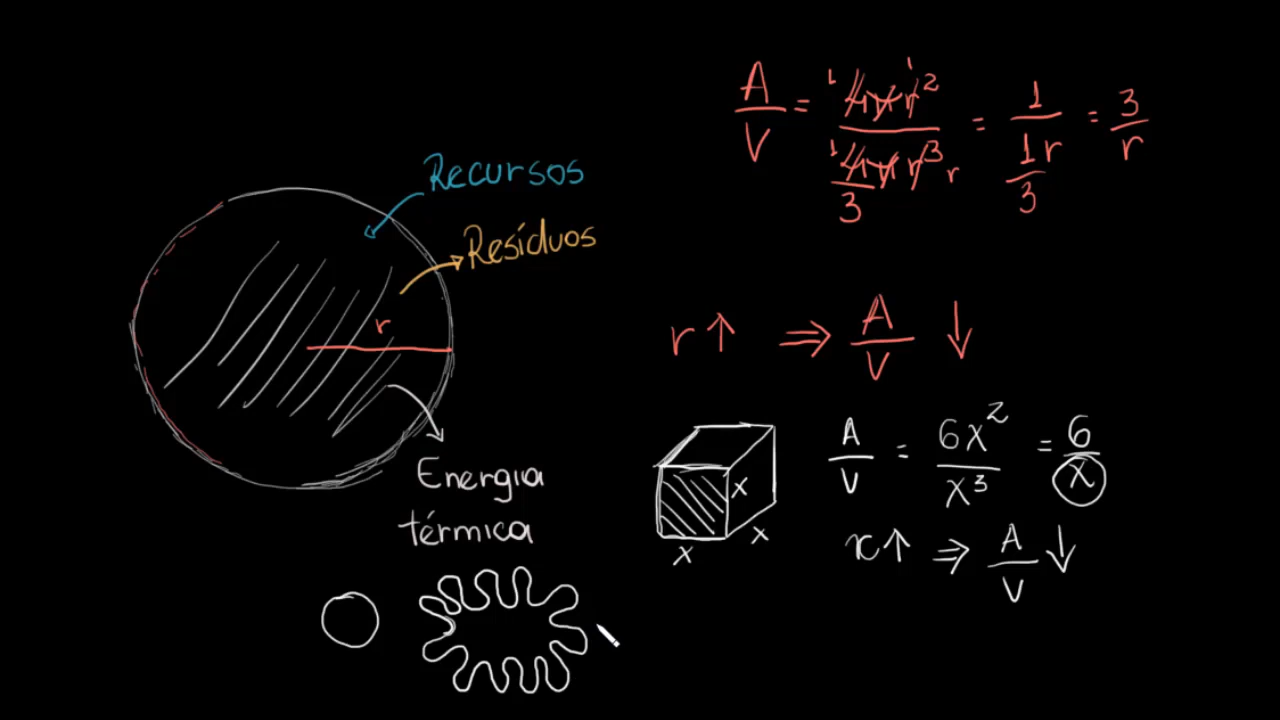 Recursos
Resíduos
r
Energia
térmica
A/V = 4πr²/(4/3 πr³) = 1/(1/3 r) = 3/r
r↑ ⇒ A/V ↓
x
x
x
A/V = 6x²/x³ = 6/x
x↑ ⇒ A/V ↓